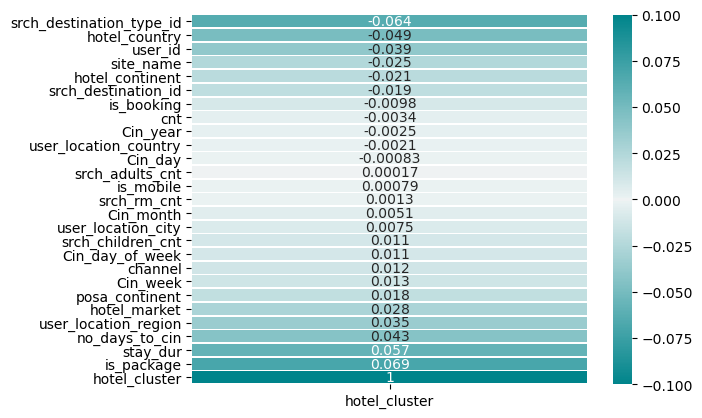 srch_destination_type_id -0.064
hotel_country -0.049
user_id -0.039
site_name -0.025
hotel_continent -0.021
srch_destination_id -0.019
is_booking -0.0098
cnt -0.0034
Cin_year -0.0025
user_location_country -0.0021
Cin_day -0.00083
srch_adults_cnt 0.00017
is_mobile 0.00079
srch_rm_cnt 0.0013
Cin_month 0.0051
user_location_city 0.0075
srch_children_cnt 0.011
Cin_day_of_week 0.011
channel 0.012
Cin_week 0.013
posa_continent 0.018
hotel_market 0.028
user_location_region 0.035
no_days_to_cin 0.043
stay_dur 0.057
is_package 0.069
hotel_cluster 1
hotel_cluster
0.100
0.075
0.050
0.025
0.000
−0.025
−0.050
−0.075
−0.100